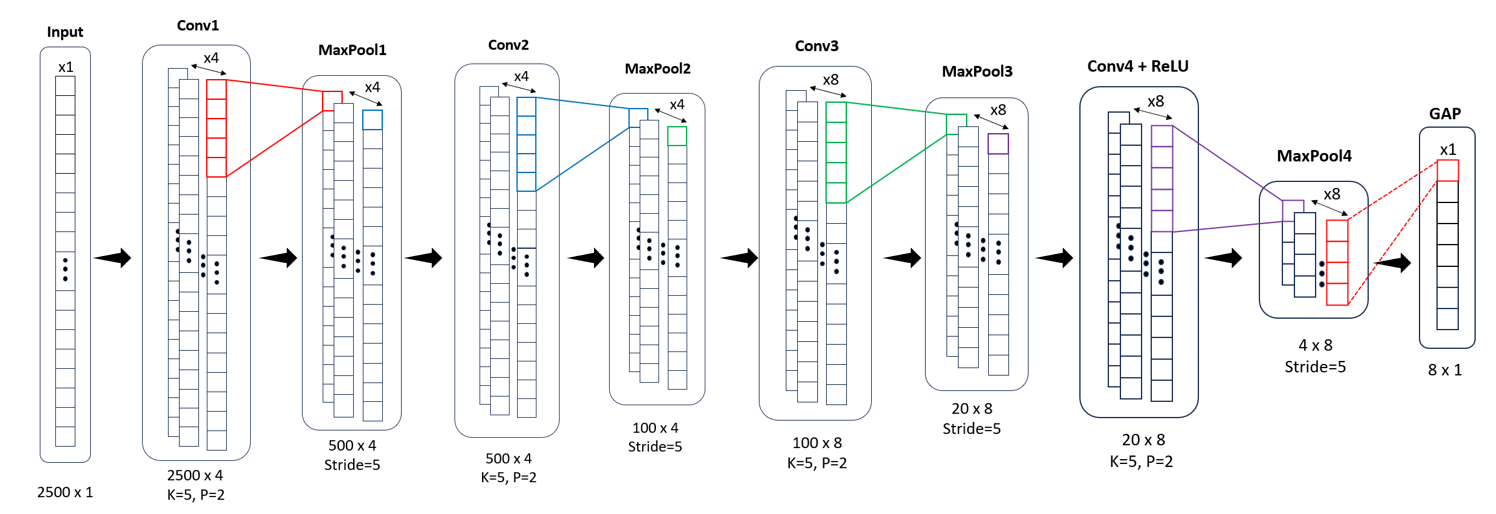 Input
x1
2500 x 1
Conv1
x4
2500 x 4
K=5, P=2
MaxPool1
x4
500 x 4
Stride=5
Conv2
x4
500 x 4
K=5, P=2
MaxPool2
x4
100 x 4
Stride=5
Conv3
x8
100 x 8
K=5, P=2
MaxPool3
x8
20 x 8
Stride=5
Conv4 + ReLU
x8
20 x 8
K=5, P=2
MaxPool4
x8
4 x 8
Stride=5
GAP
x1
8 x 1